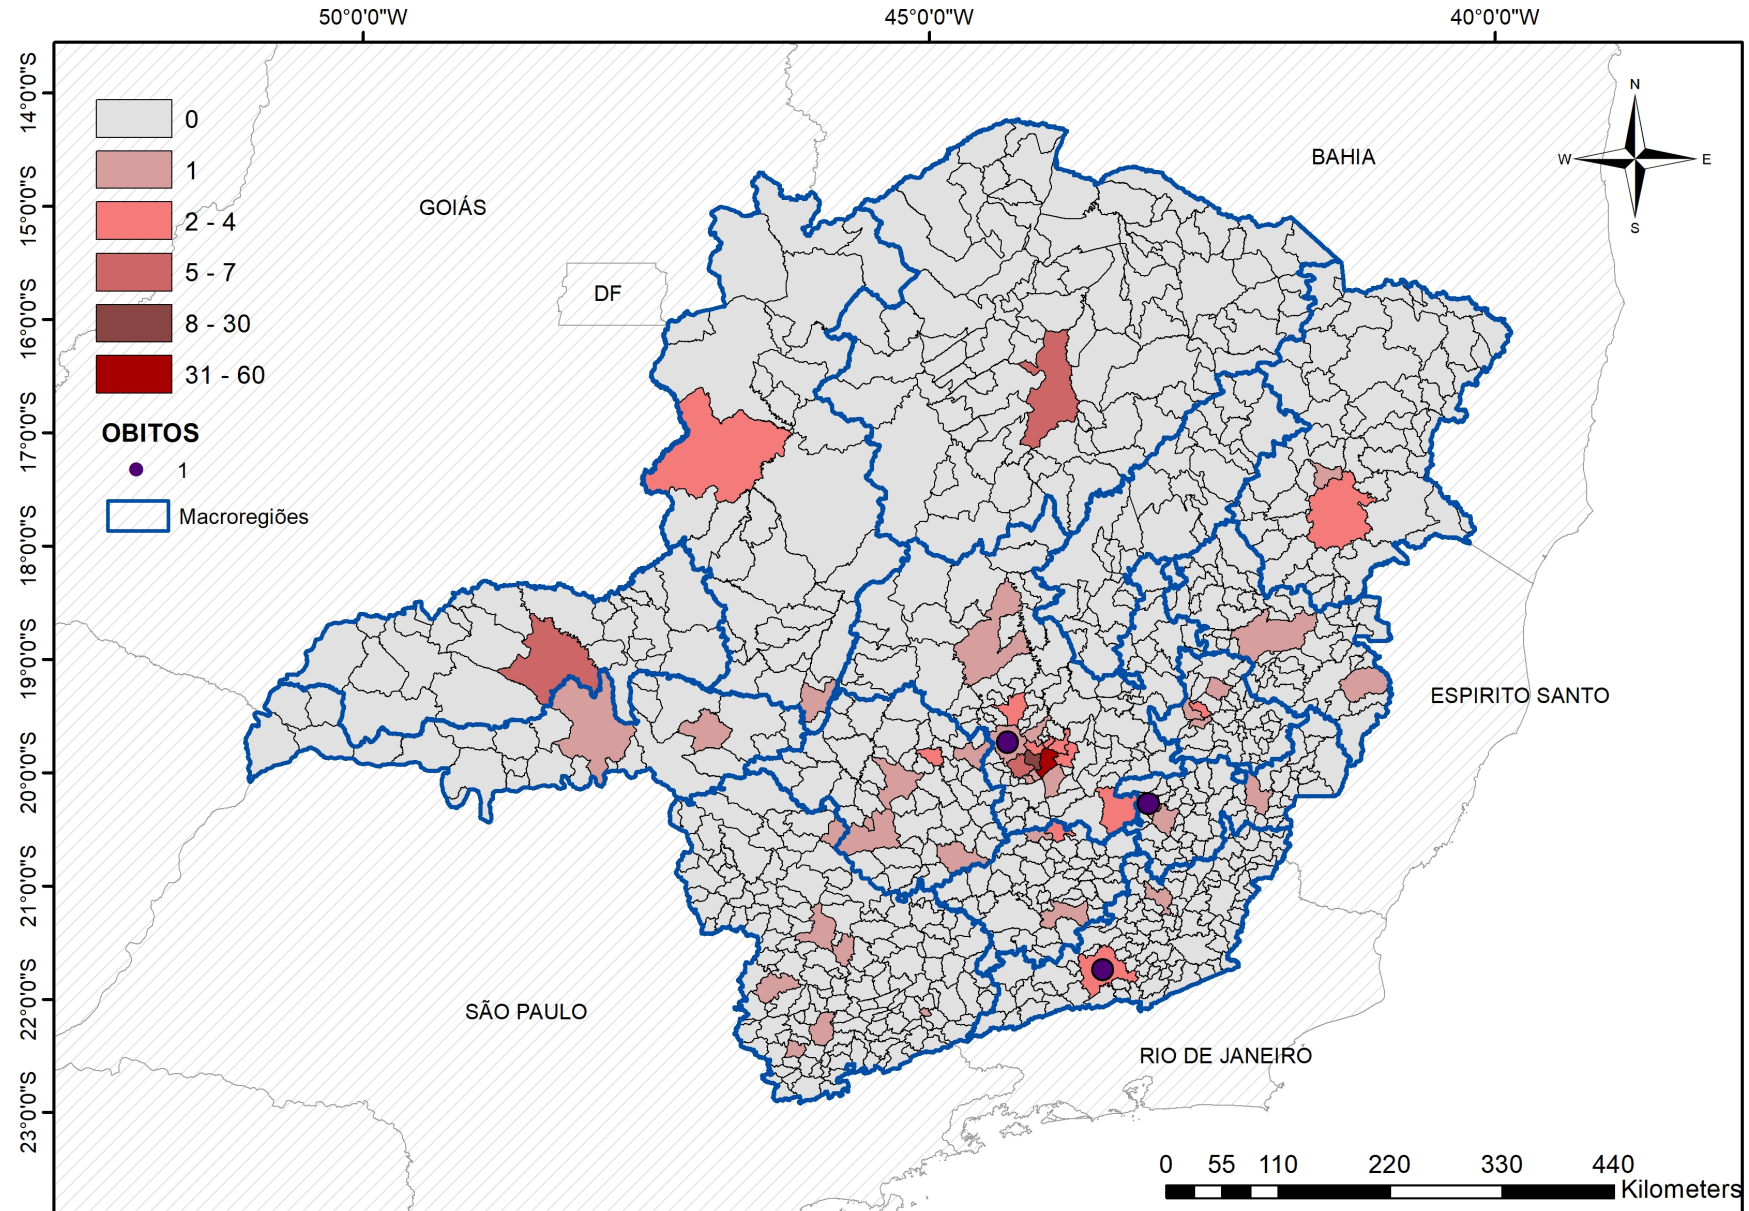 50°0'0"W 45°0'0"W 40°0'0"W
14°0'0"S
15°0'0"S
16°0'0"S
17°0'0"S
18°0'0"S
19°0'0"S
20°0'0"S
21°0'0"S
22°0'0"S
23°0'0"S
0
1
2 - 4
5 - 7
8 - 30
31 - 60
OBITOS
1
Macroregiões
N
W E
S
BAHIA
GOIÁS
DF
ESPIRITO SANTO
SÃO PAULO
RIO DE JANEIRO
0 55 110 220 330 440
Kilometers